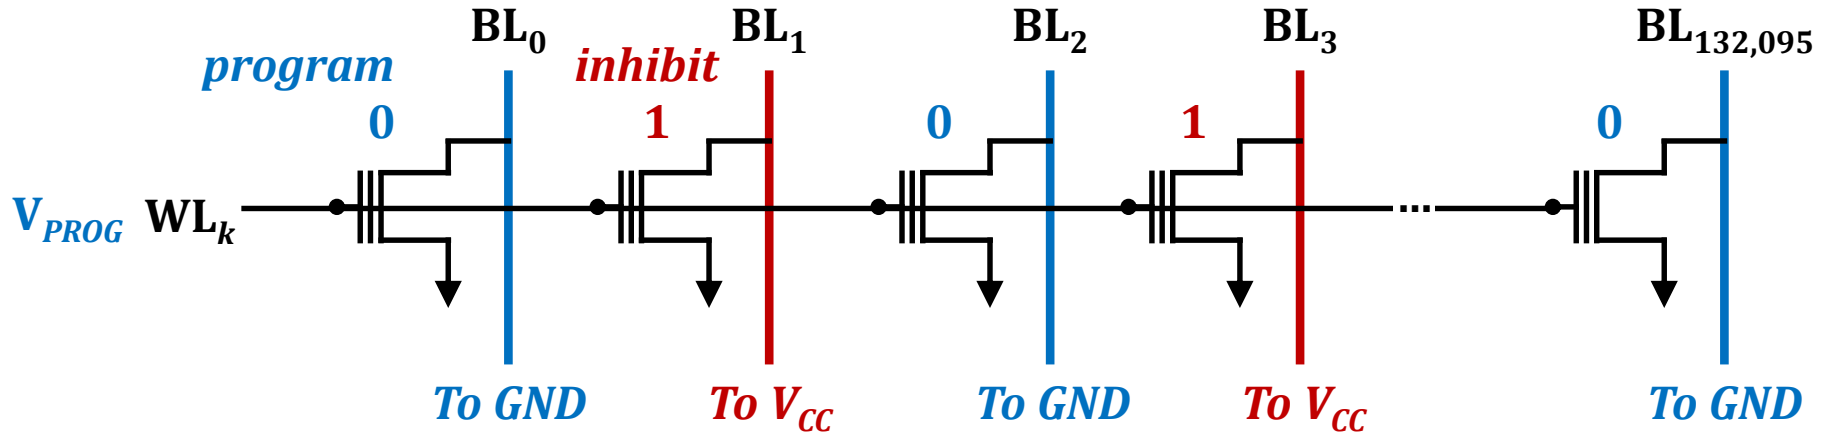 BL0 BL1 BL2 BL3 BL132,095
program inhibit
0 1 0 1 0
VPROG WLk ...
To GND To VCC To GND To VCC To GND